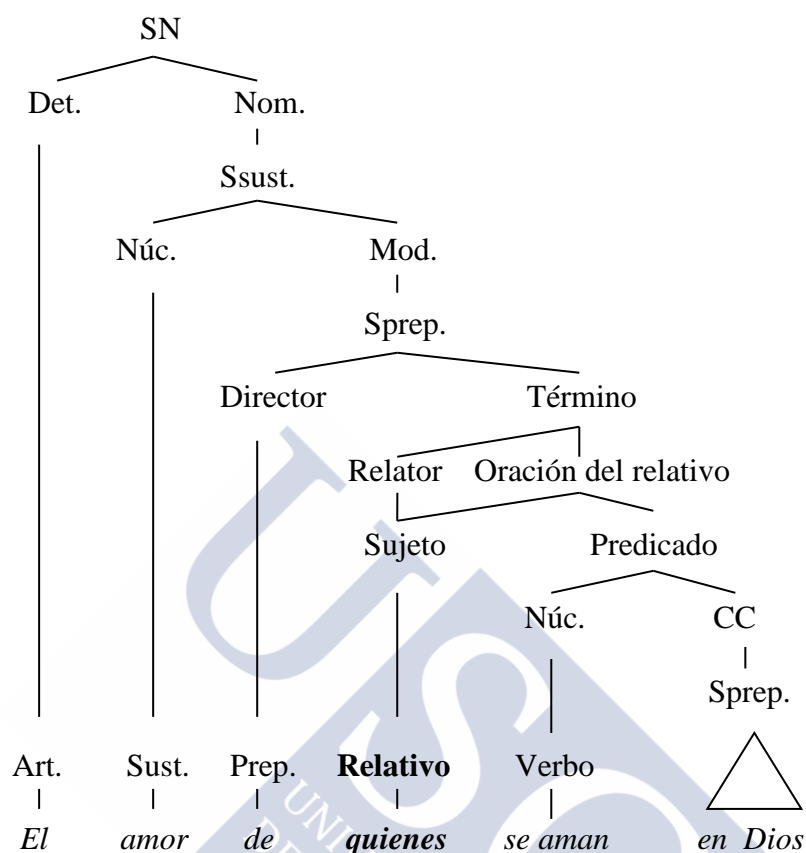 SN
Det. Nom.
Ssust.
Núc. Mod.
Sprep.
Director Término
Relator Oración del relativo
Sujeto Predicado
Núc. CC
Sprep.
Art. Sust. Prep. Relativo Verbo
El amor de quienes se aman en Dios
USC